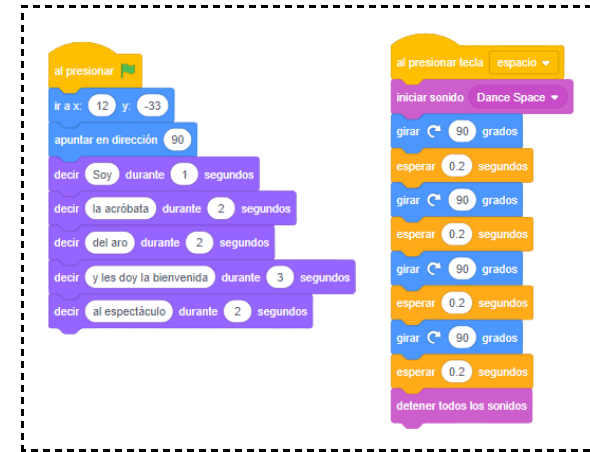 al presionar
ir a x: 12 y: -33
apuntar en dirección 90
decir Soy durante 1 segundos
decir la acróbata durante 2 segundos
decir del aro durante 2 segundos
decir y les doy la bienvenida durante 3 segundos
decir al espectáculo durante 2 segundos
al presionar tecla espacio
iniciar sonido Dance Space
girar 90 grados
esperar 0.2 segundos
girar 90 grados
esperar 0.2 segundos
girar 90 grados
esperar 0.2 segundos
girar 90 grados
esperar 0.2 segundos
detener todos los sonidos